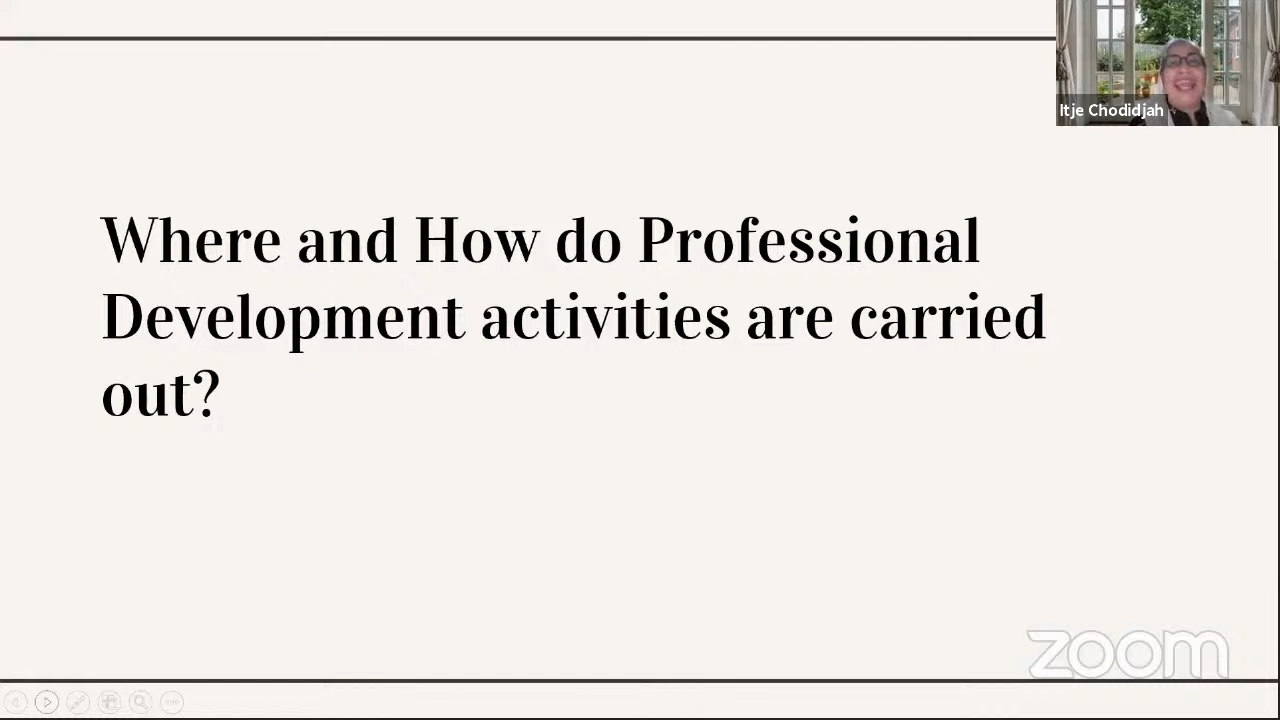 Itje Chodidjah
Where and How do Professional
Development activities are carried
out?
zoom